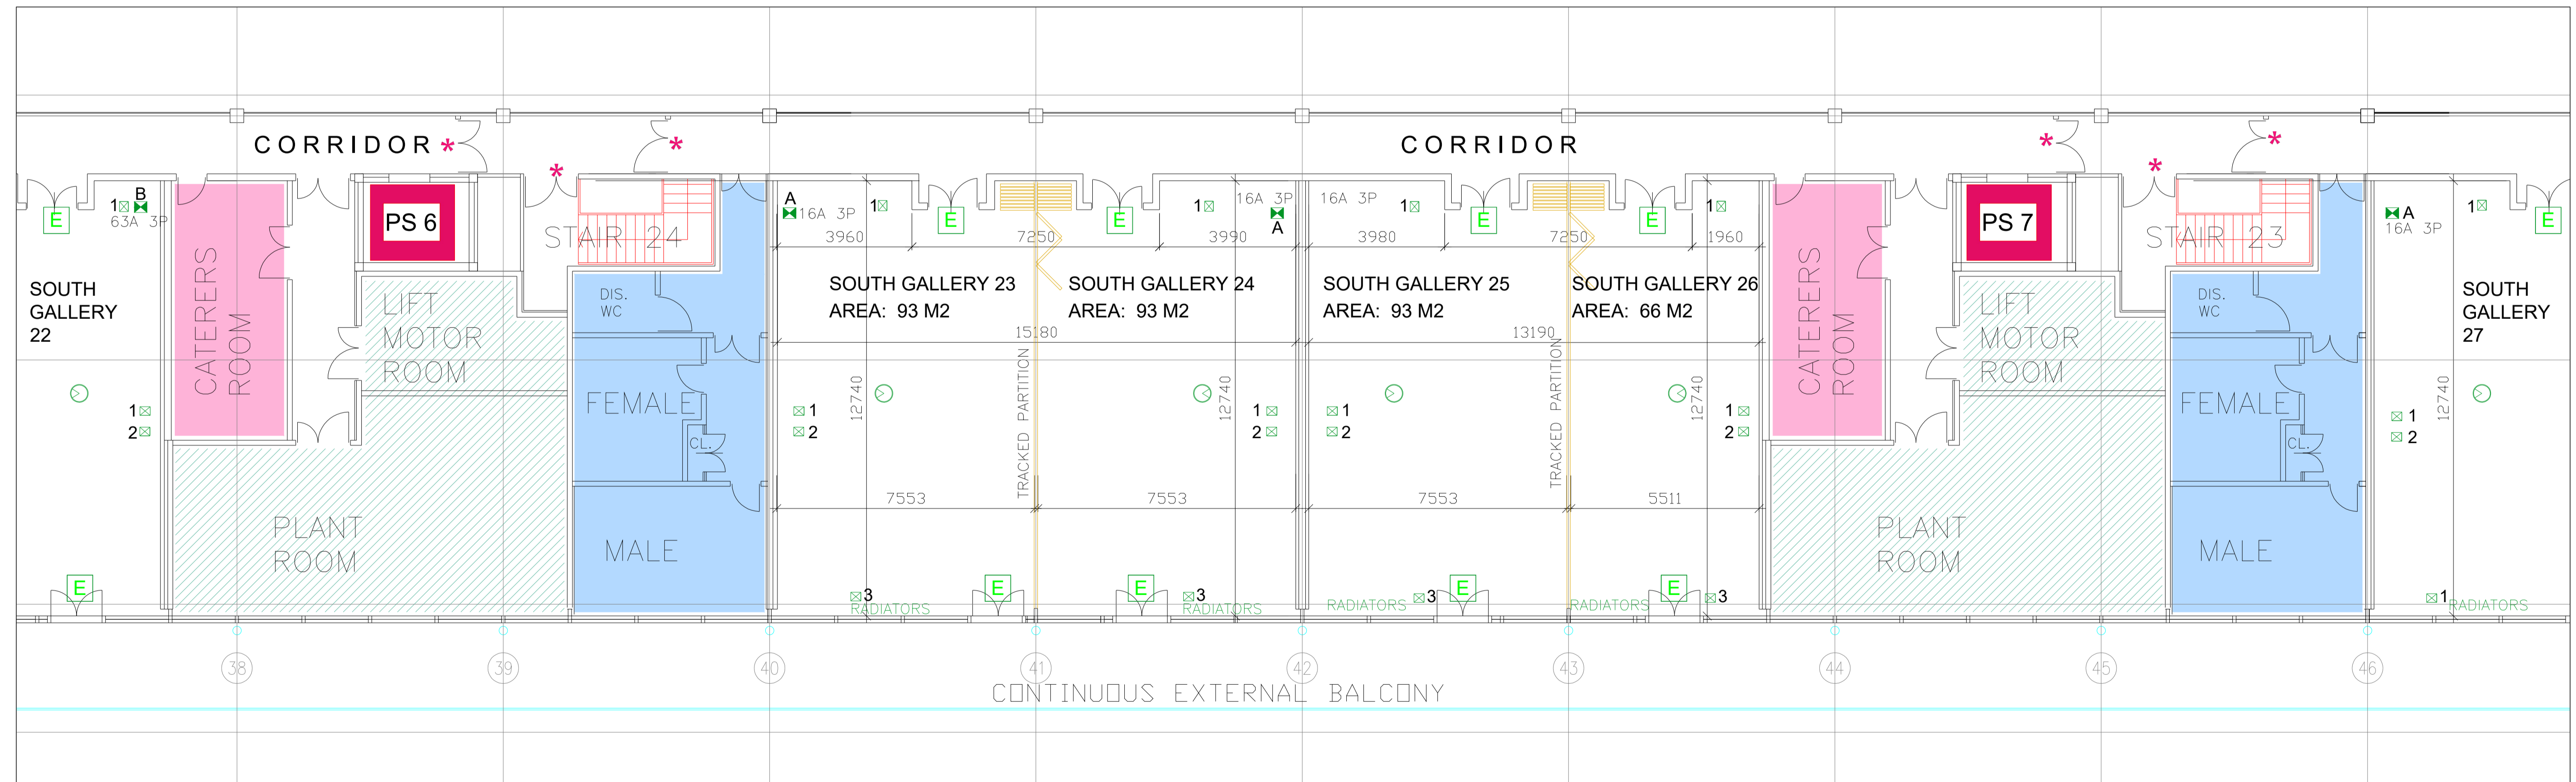 CORRIDOR *
*
*
CORRIDOR
*
*
*
B
1
63A 3P
E
PS 6
STAIR 24
A
16A 3P
1
E
E
1
16A 3P
A
16A 3P
1
E
E
1
PS 7
STAIR 23
A
16A 3P
1
E
3960
7250
3990
3980
7250
1960
SOUTH
GALLERY
22
CATERERS
ROOM
LIFT
MOTOR
ROOM
DIS.
WC
SOUTH GALLERY 23
AREA: 93 M2
SOUTH GALLERY 24
AREA: 93 M2
SOUTH GALLERY 25
AREA: 93 M2
SOUTH GALLERY 26
AREA: 66 M2
CATERERS
ROOM
LIFT
MOTOR
ROOM
DIS.
WC
SOUTH
GALLERY
27
15180
13190
1
2
FEMALE
CL.
1
2
12740
TRACKED PARTITION
12740
1
2
1
2
TRACKED PARTITION
12740
1
2
FEMALE
CL.
1
2
12740
7553
7553
7553
5511
PLANT
ROOM
MALE
PLANT
ROOM
MALE
E
3
RADIATORS
E
E
3
RADIATORS
RADIATORS
3
E
RADIATORS
E
3
1
RADIATORS
38
39
40
41
42
43
44
45
46
CONTINUOUS EXTERNAL BALCONY